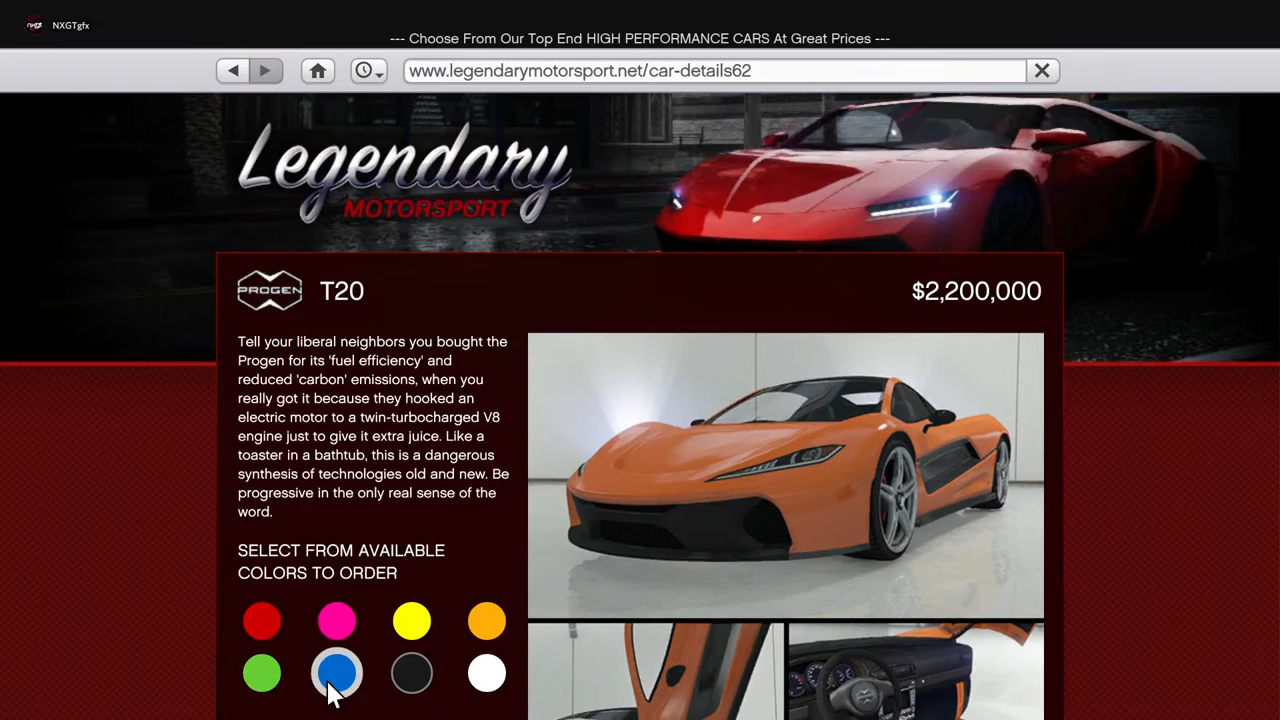 NXGTgfx
--- Choose From Our Top End HIGH PERFORMANCE CARS At Great Prices ---
www.legendarymotorsport.net/car-details62
Legendary
MOTORSPORT
PROGEN
T20
$2,200,000
Tell your liberal neighbors you bought the
Progen for its 'fuel efficiency' and
reduced 'carbon' emissions, when you
really got it because they hooked an
electric motor to a twin-turbocharged V8
engine just to give it extra juice. Like a
toaster in a bathtub, this is a dangerous
synthesis of technologies old and new. Be
progressive in the only real sense of the
word.
SELECT FROM AVAILABLE
COLORS TO ORDER